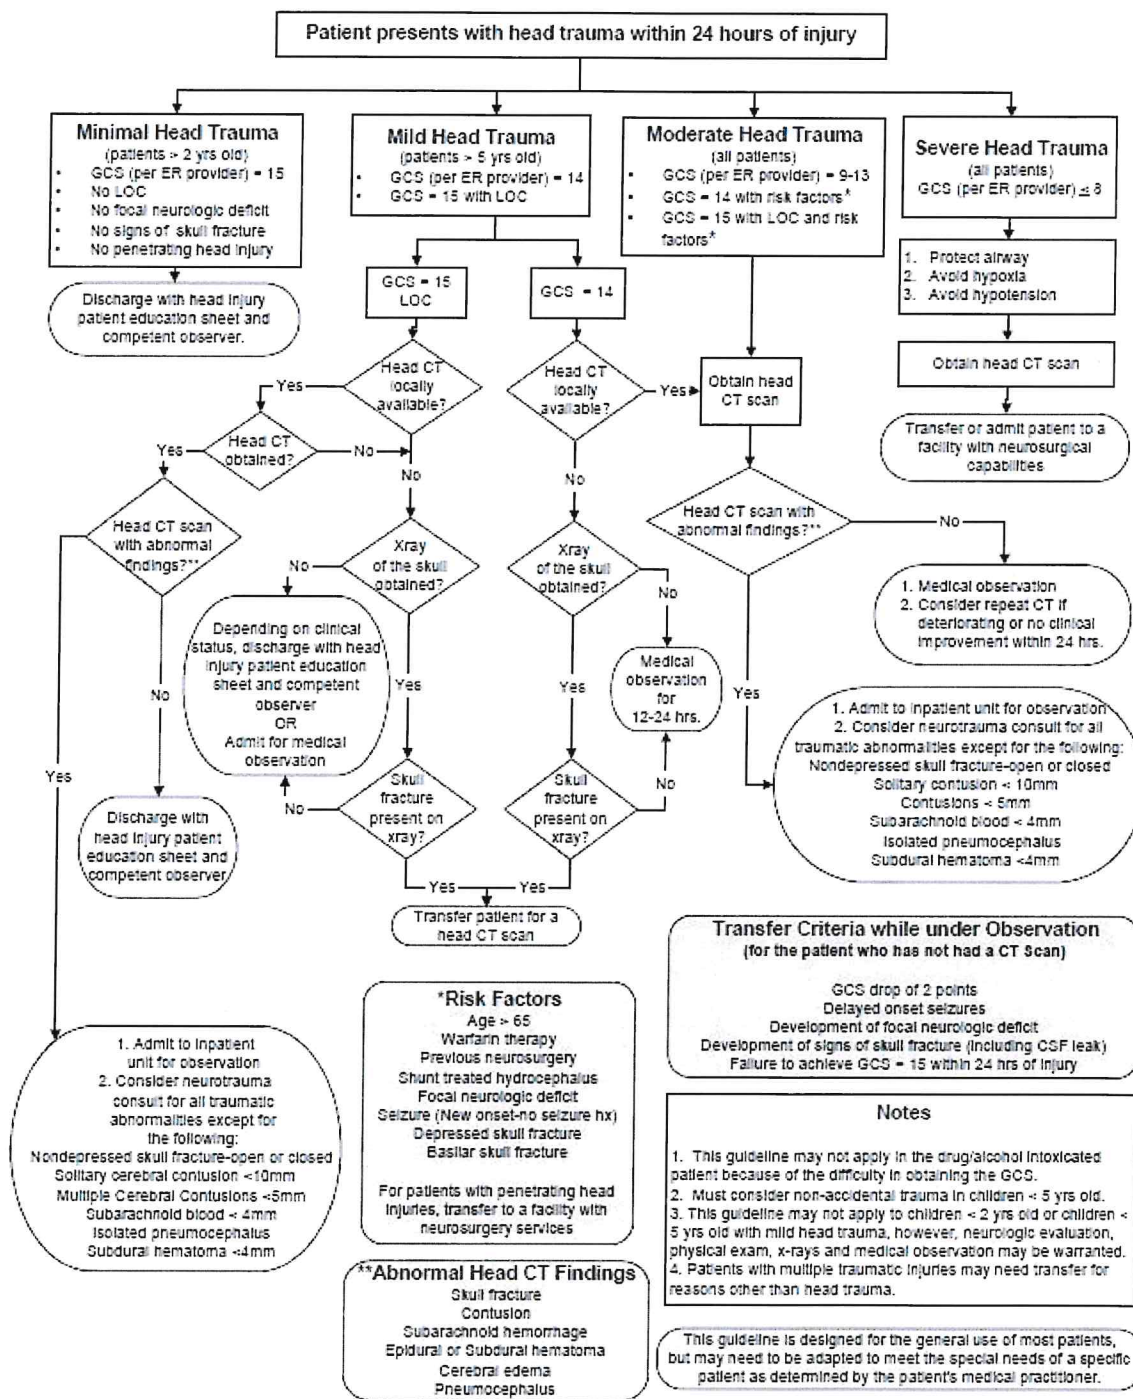 Patient presents with head trauma within 24 hours of injury
Minimal Head Trauma
(patients > 2 yrs old)
• GCS (per ER provider) = 15
• No LOC
• No focal neurologic deficit
• No signs of skull fracture
• No penetrating head injury
Mild Head Trauma
(patients > 5 yrs old)
• GCS (per ER provider) = 14
• GCS = 15 with LOC
Moderate Head Trauma
(all patients)
• GCS (per ER provider) = 9-13
• GCS = 14 with risk factors*
• GCS = 15 with LOC and risk
factors*
Severe Head Trauma
(all patients)
GCS (per ER provider) ≤ 8
Discharge with head injury
patient education sheet and
competent observer.
GCS = 15
LOC
GCS = 14
1. Protect airway
2. Avoid hypoxia
3. Avoid hypotension
Head CT
locally
available?
Yes
Head CT
locally
available?
Yes
Obtain head
CT scan
Obtain head CT scan
Transfer or admit patient to a
facility with neurosurgical
capabilities
Yes
Head CT
obtained?
No
No
No
Head CT scan
with abnormal
findings?**
Xray
of the skull
obtained?
No
Xray
of the skull
obtained?
No
Head CT scan with
abnormal findings?**
No
1. Medical observation
2. Consider repeat CT if
deteriorating or no clinical
improvement within 24 hrs.
Depending on clinical
status, discharge with head
injury patient education
sheet and competent
observer
OR
Admit for medical
observation
Yes
Yes
Medical
observation
for
12-24 hrs.
Yes
No
Yes
No
Skull
fracture
present on
xray?
Skull
fracture
present on
xray?
No
1. Admit to inpatient unit for observation
2. Consider neurotrauma consult for all
traumatic abnormalities except for the following:
Nondepressed skull fracture-open or closed
Solitary contusion < 10mm
Contusions < 5mm
Subarachnoid blood < 4mm
Isolated pneumocephalus
Subdural hematoma <4mm
Discharge with
head injury patient
education sheet and
competent observer
Yes
Yes
Transfer patient for a
head CT scan
Transfer Criteria while under Observation
(for the patient who has not had a CT Scan)
GCS drop of 2 points
Delayed onset seizures
Development of focal neurologic deficit
Development of signs of skull fracture (including CSF leak)
Failure to achieve GCS = 15 within 24 hrs of injury
*Risk Factors
Age > 65
Warfarin therapy
Previous neurosurgery
Shunt treated hydrocephalus
Focal neurologic deficit
Seizure (New onset-no seizure hx)
Depressed skull fracture
Basilar skull fracture
For patients with penetrating head
injuries, transfer to a facility with
neurosurgery services
1. Admit to inpatient
unit for observation
2. Consider neurotrauma
consult for all traumatic
abnormalities except for
the following:
Nondepressed skull fracture-open or closed
Solitary cerebral contusion <10mm
Multiple Cerebral Contusions <5mm
Subarachnoid blood < 4mm
Isolated pneumocephalus
Subdural hematoma <4mm
Notes
1. This guideline may not apply in the drug/alcohol intoxicated
patient because of the difficulty in obtaining the GCS.
2. Must consider non-accidental trauma in children < 5 yrs old.
3. This guideline may not apply to children < 2 yrs old or children <
5 yrs old with mild head trauma, however, neurologic evaluation,
physical exam, x-rays and medical observation may be warranted.
4. Patients with multiple traumatic injuries may need transfer for
reasons other than head trauma.
**Abnormal Head CT Findings
Skull fracture
Contusion
Subarachnoid hemorrhage
Epidural or Subdural hematoma
Cerebral edema
Pneumocephalus
This guideline is designed for the general use of most patients,
but may need to be adapted to meet the special needs of a specific
patient as determined by the patient's medical practitioner.